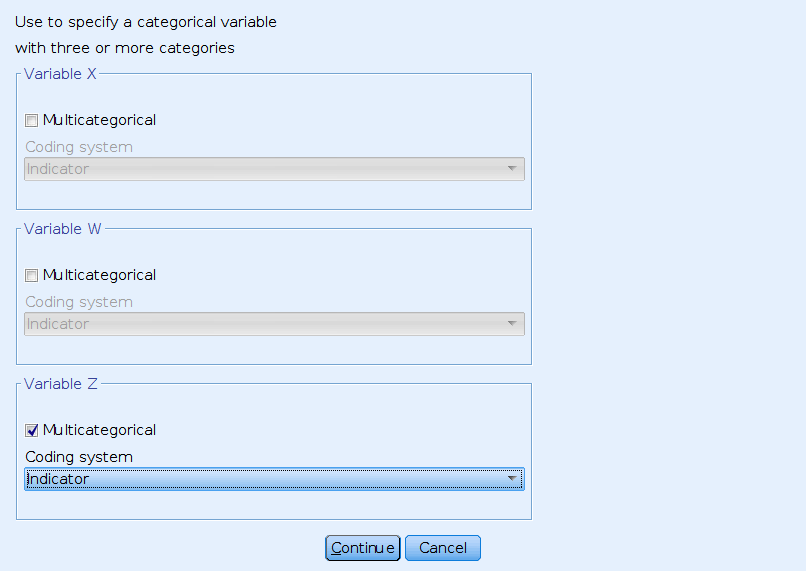 Use to specify a categorical variable
with three or more categories
Variable X
Multicategorical
Coding system
Indicator
Variable W
Multicategorical
Coding system
Indicator
Variable Z
Multicategorical
Coding system
Indicator
Continue Cancel